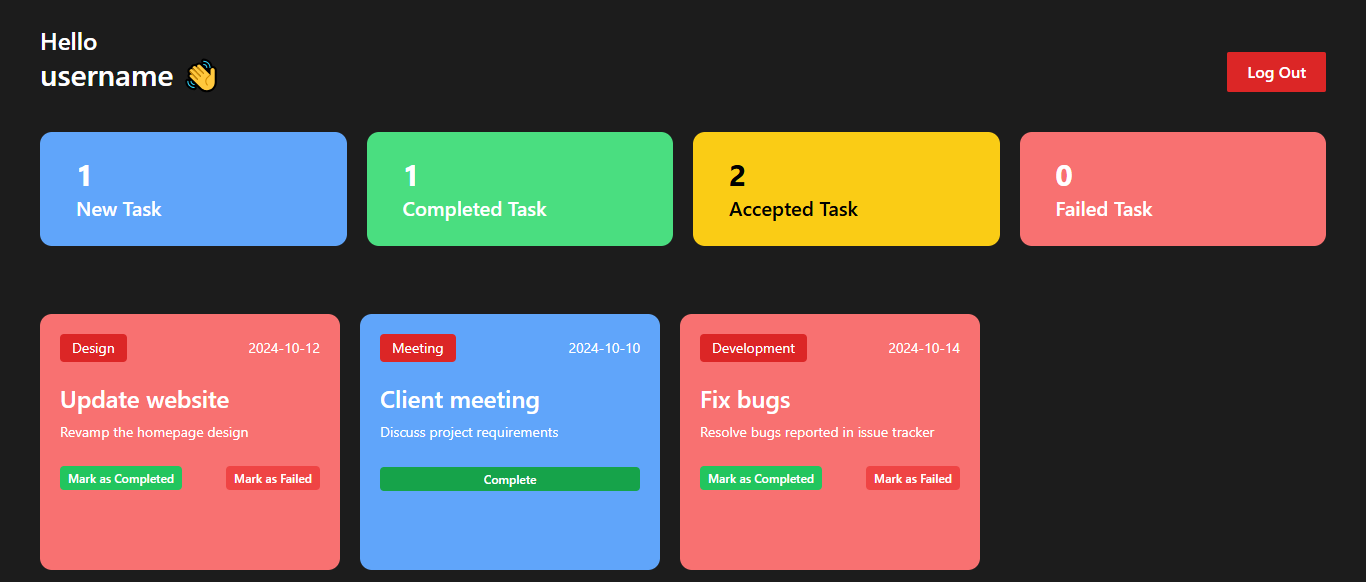 Hello
username 👋
Log Out
1
New Task
1
Completed Task
2
Accepted Task
0
Failed Task
Design
2024-10-12
Update website
Revamp the homepage design
Mark as Completed
Mark as Failed
Meeting
2024-10-10
Client meeting
Discuss project requirements
Complete
Development
2024-10-14
Fix bugs
Resolve bugs reported in issue tracker
Mark as Completed
Mark as Failed